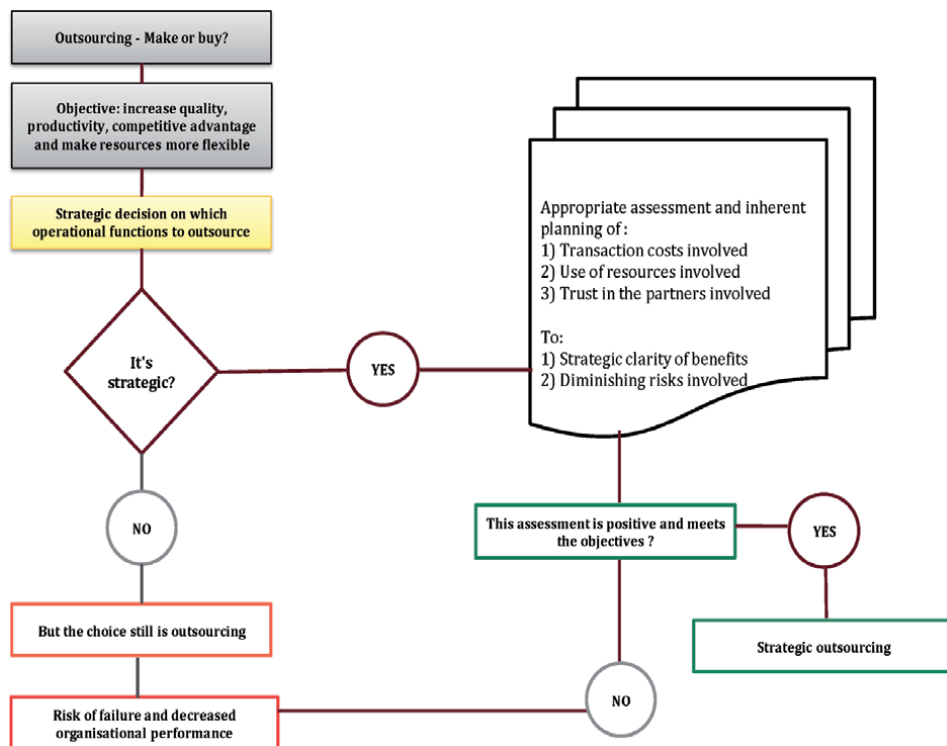 Outsourcing - Make or buy?
Objective: increase quality,
productivity, competitive advantage
and make resources more flexible
Strategic decision on which
operational functions to outsource
It's
strategic?
YES
Appropriate assessment and inherent
planning of :
1) Transaction costs involved
2) Use of resources involved
3) Trust in the partners involved
To:
1) Strategic clarity of benefits
2) Diminishing risks involved
NO
This assessment is positive and meets
the objectives ?
YES
But the choice still is outsourcing
Strategic outsourcing
NO
Risk of failure and decreased
organisational performance